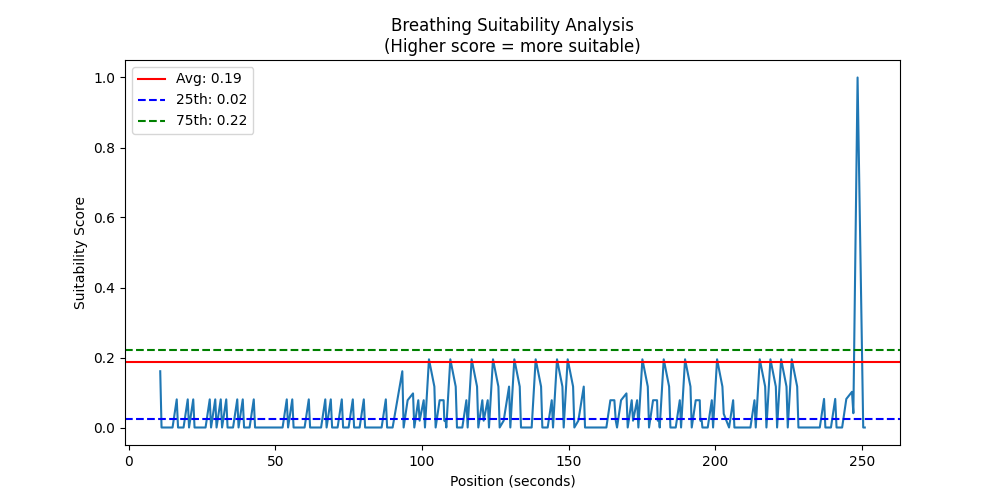 Breathing Suitability Analysis
(Higher score = more suitable)
Avg: 0.19
25th: 0.02
75th: 0.22
Suitability Score
1.0
0.8
0.6
0.4
0.2
0.0
0 50 100 150 200 250
Position (seconds)